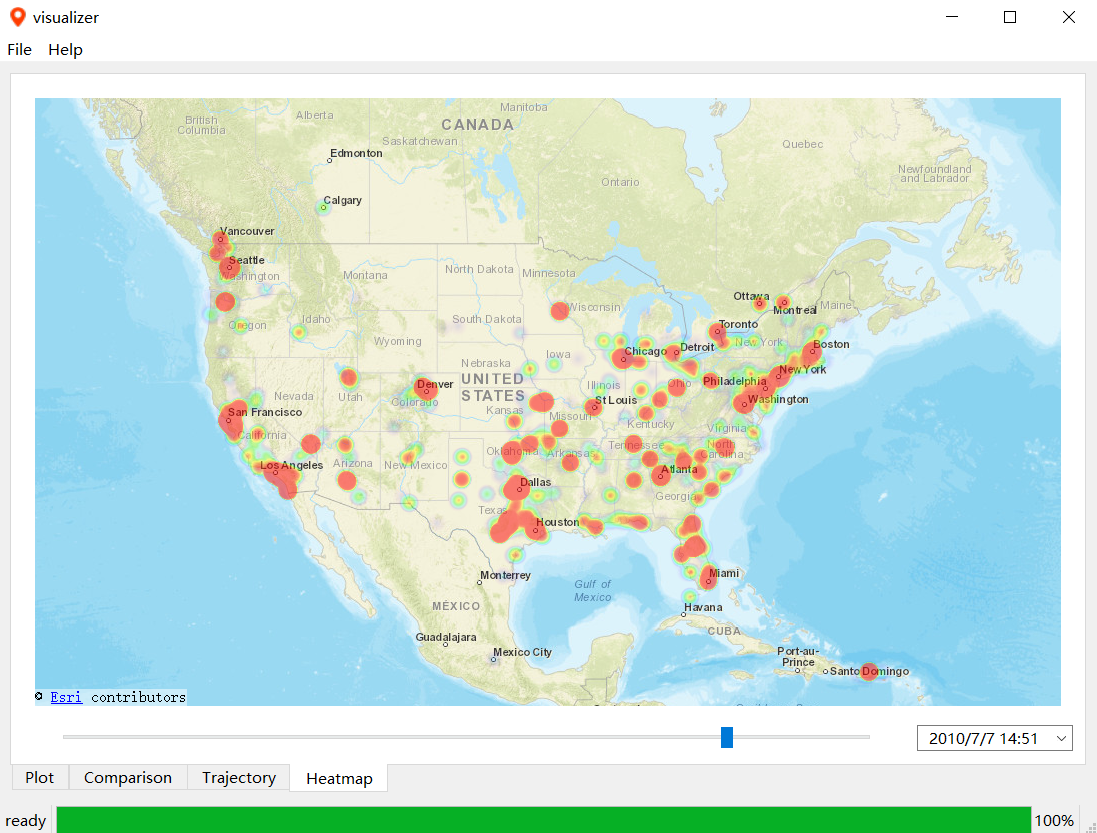 visualizer
File Help
Manitoba
British
Columbia
Alberta
CANADA
Saskatchewan
Quebec
Edmonton
Newfoundland
and Labrador
Ontario
Calgary
Vancouver
Seattle
Washington
Montana
North Dakota
Minnesota
Ottawa
Maine
Wisconsin
Montreal
Idaho
South Dakota
Oregon
Toronto
Wyoming
New York
Boston
Detroit
Chicago
Iowa
Nebraska
New York
UNITED
STATES
Denver
Illinois
Ohio
Philadelphia
Nevada
Utah
Colorado
St Louis
Washington
Kansas
San Francisco
Missouri
Kentucky
Virginia
California
Tennessee
North
Carolina
Oklahoma
Arkansas
Los Angeles
Arizona
New Mexico
Atlanta
Dallas
Georgia
Texas
Houston
Monterrey
Miami
Gulf of
Mexico
MÉXICO
Havana
CUBA
Guadalajara
Mexico City
Port-au-
Prince
Santo Domingo
© Esri contributors
2010/7/7 14:51
Plot Comparison Trajectory Heatmap
ready 100%